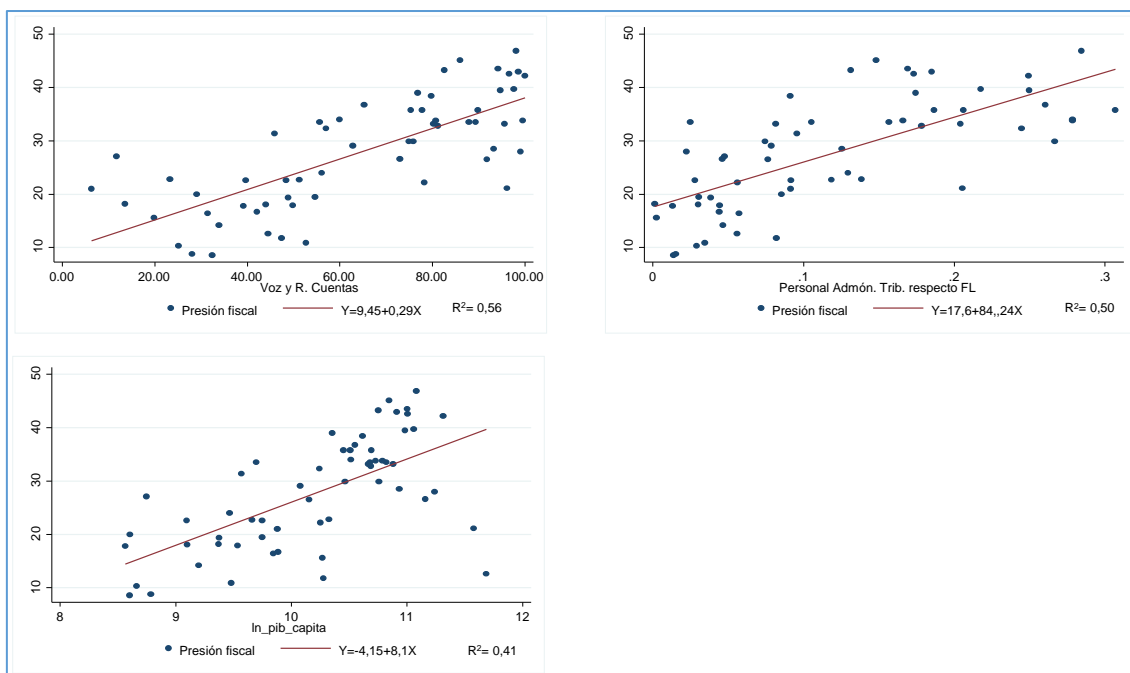 50
40
30
20
10
0.00 20.00 40.00 60.00 80.00 100.00
Voz y R. Cuentas
Presión fiscal Y=9,45+0,29X R²= 0,56
50
40
30
20
10
0 .1 .2 .3
Personal Admón. Trib. respecto FL
Presión fiscal Y=17,6+84,,24X R²= 0,50
50
40
30
20
10
8 9 10 11 12
ln_pib_capita
Presión fiscal Y=-4,15+8,1X R²= 0,41